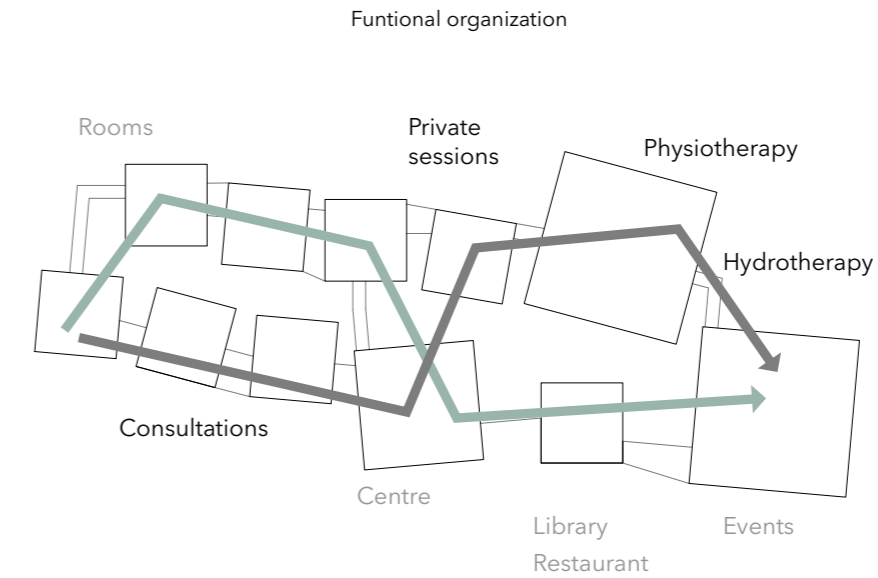 Funtional organization
Rooms
Private
sessions
Physiotherapy
Hydrotherapy
Consultations
Centre
Library
Restaurant
Events